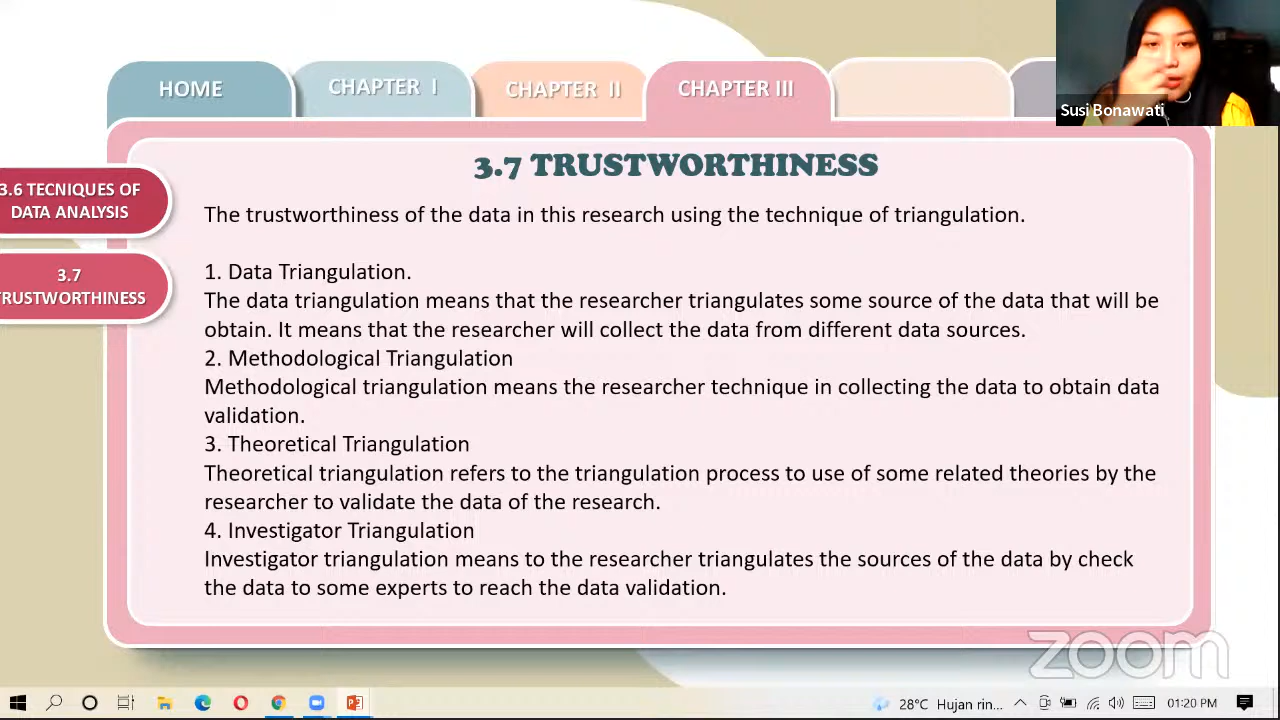 HOME
CHAPTER I
CHAPTER II
CHAPTER III
Susi Bonawati
3.6 TECNIQUES OF
DATA ANALYSIS
3.7
TRUSTWORTHINESS
3.7 TRUSTWORTHINESS
The trustworthiness of the data in this research using the technique of triangulation.
1. Data Triangulation.
The data triangulation means that the researcher triangulates some source of the data that will be
obtain. It means that the researcher will collect the data from different data sources.
2. Methodological Triangulation
Methodological triangulation means the researcher technique in collecting the data to obtain data
validation.
3. Theoretical Triangulation
Theoretical triangulation refers to the triangulation process to use of some related theories by the
researcher to validate the data of the research.
4. Investigator Triangulation
Investigator triangulation means to the researcher triangulates the sources of the data by check
the data to some experts to reach the data validation.
zoom
28°C Hujan rin...
01:20 PM